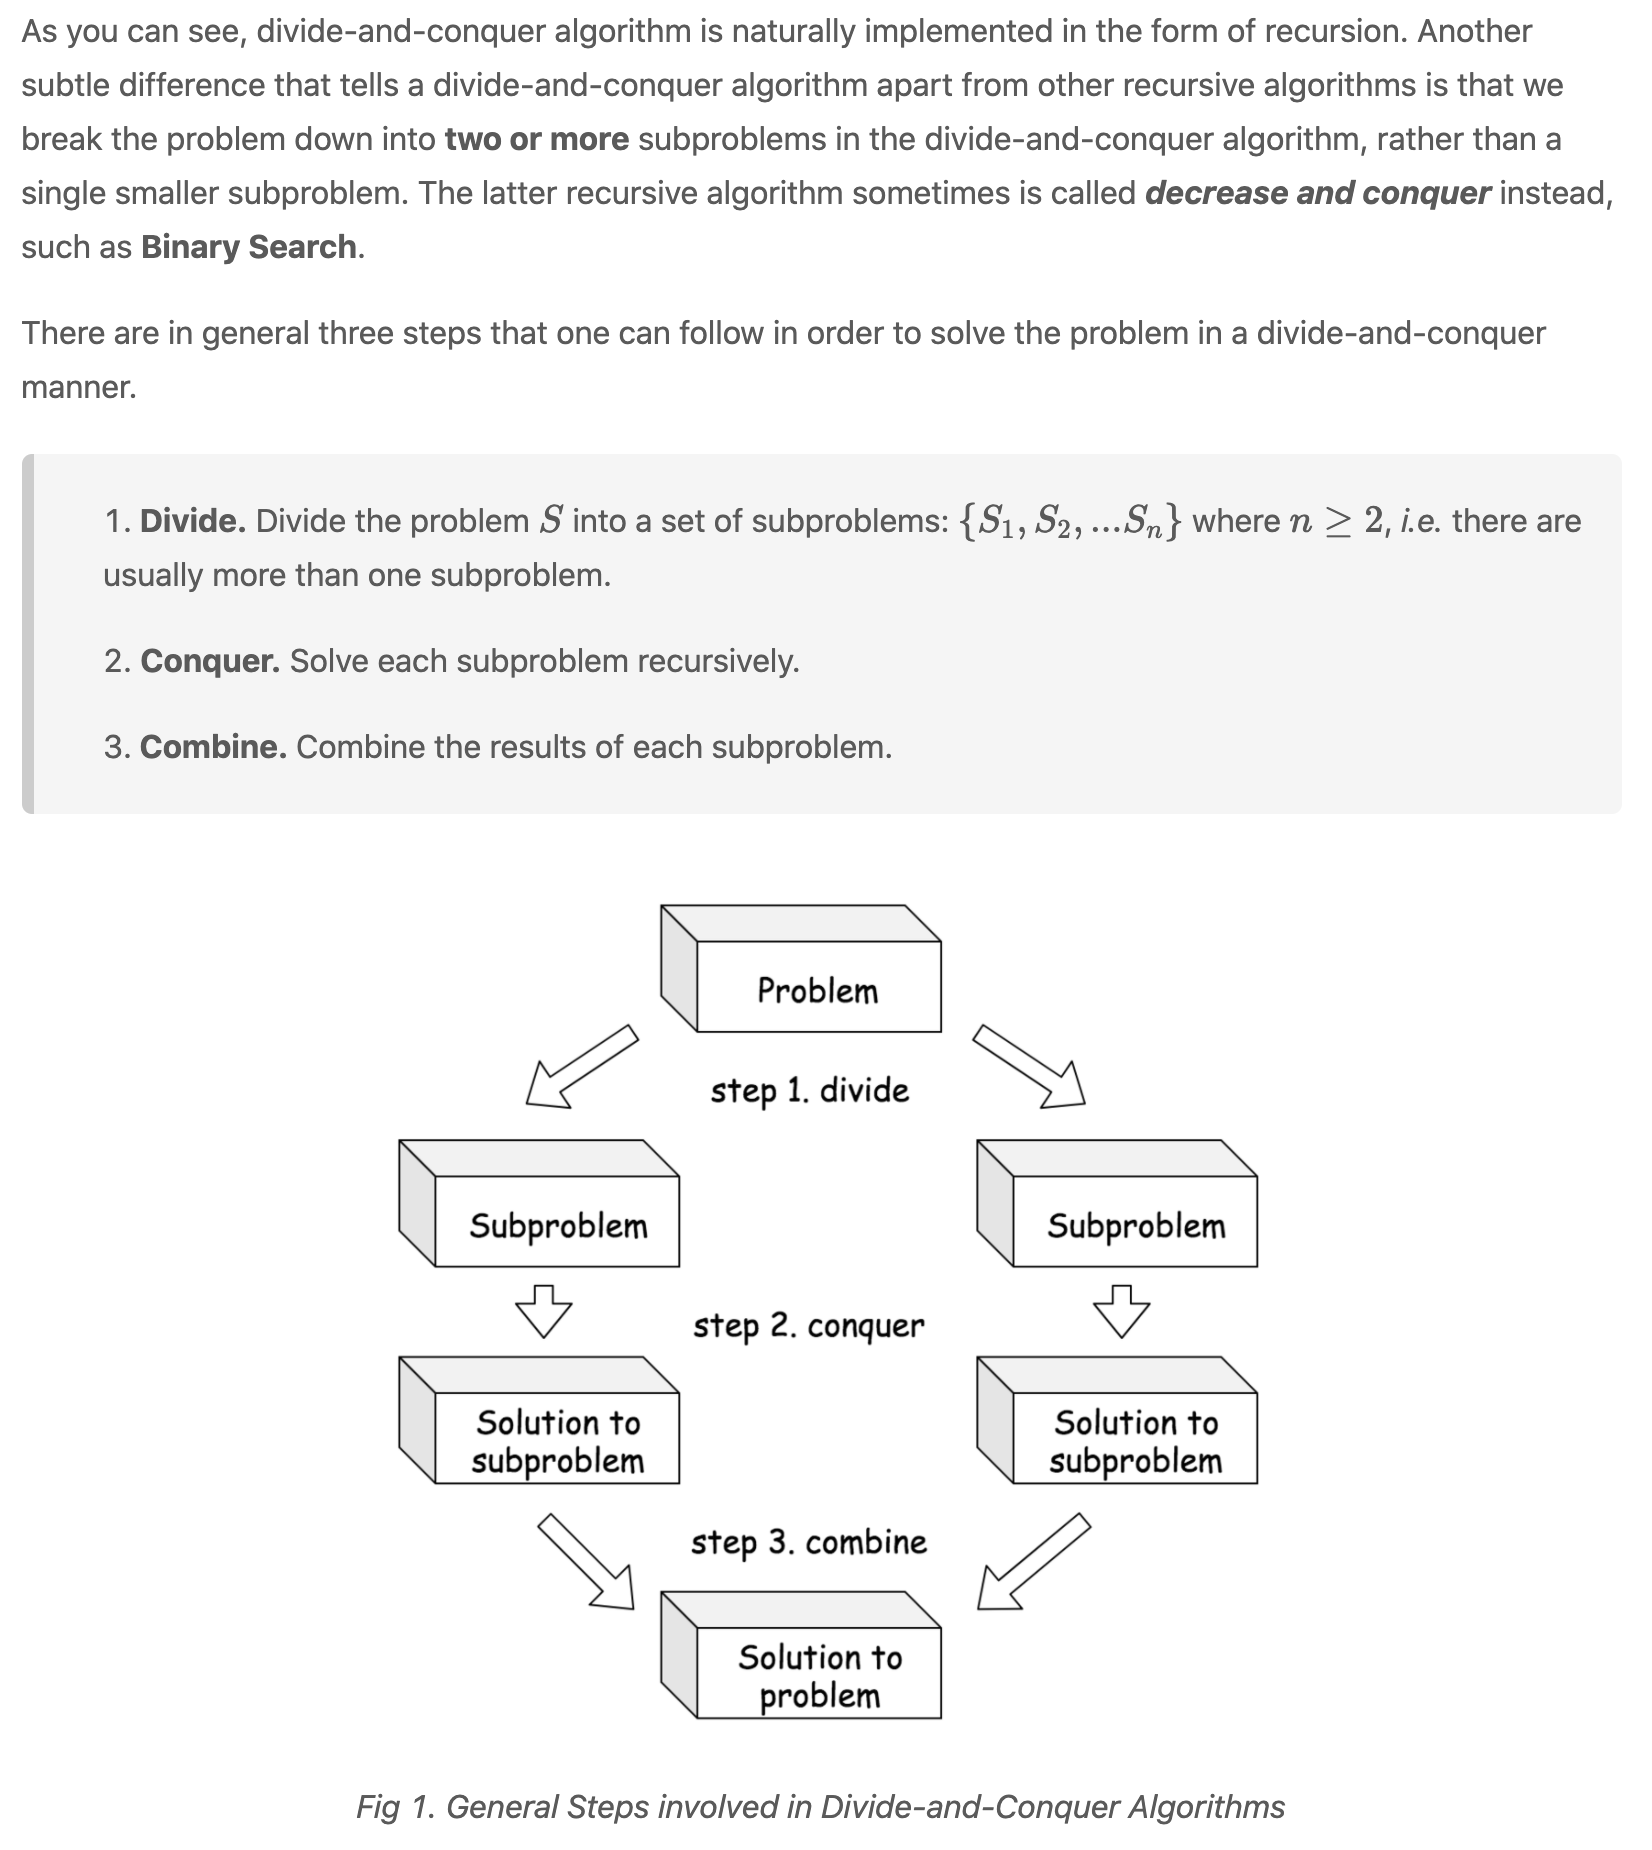 As you can see, divide-and-conquer algorithm is naturally implemented in the form of recursion. Another
subtle difference that tells a divide-and-conquer algorithm apart from other recursive algorithms is that we
break the problem down into two or more subproblems in the divide-and-conquer algorithm, rather than a
single smaller subproblem. The latter recursive algorithm sometimes is called decrease and conquer instead,
such as Binary Search.
There are in general three steps that one can follow in order to solve the problem in a divide-and-conquer
manner.
1. Divide. Divide the problem S into a set of subproblems: {S₁, S₂, ...Sₙ} where n ≥ 2, i.e. there are
usually more than one subproblem.
2. Conquer. Solve each subproblem recursively.
3. Combine. Combine the results of each subproblem.
Problem
step 1. divide
Subproblem
Subproblem
step 2. conquer
Solution to
subproblem
Solution to
subproblem
step 3. combine
Solution to
problem
Fig 1. General Steps involved in Divide-and-Conquer Algorithms